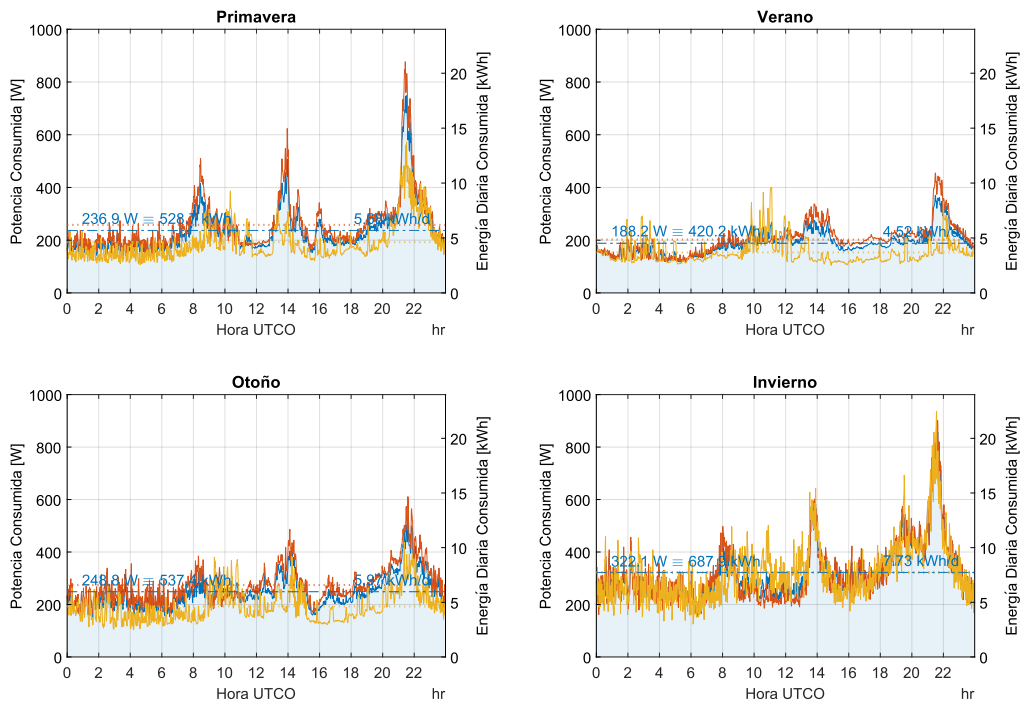 Primavera
1000
800
600
400
200
0
Potencia Consumida [W]
236.9 W ≡ kWh
kWh/d
20
15
10
5
0
Energía Diaria Consumida [kWh]
0 2 4 6 8 10 12 14 16 18 20 22
Hora UTCO
hr
Verano
1000
800
600
400
200
0
Potencia Consumida [W]
188.2 W ≡ 420.2 kWh
4.52 kWh/d
20
15
10
5
0
Energía Diaria Consumida [kWh]
0 2 4 6 8 10 12 14 16 18 20 22
Hora UTCO
hr
Otoño
1000
800
600
400
200
0
Potencia Consumida [W]
248.8 W ≡ kWh
5.97 kWh/d
20
15
10
5
0
Energía Diaria Consumida [kWh]
0 2 4 6 8 10 12 14 16 18 20 22
Hora UTCO
hr
Invierno
1000
800
600
400
200
0
Potencia Consumida [W]
322.1 W ≡ kWh
7.73 kWh/d
20
15
10
5
0
Energía Diaria Consumida [kWh]
0 2 4 6 8 10 12 14 16 18 20 22
Hora UTCO
hr